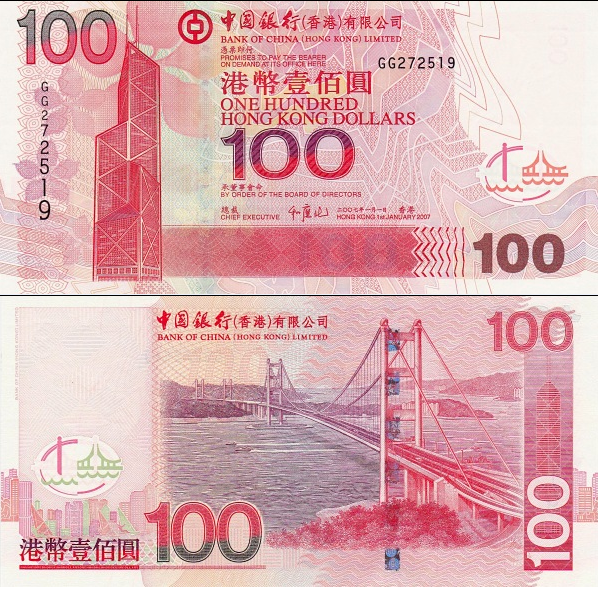 100
中國銀行(香港)有限公司
BANK OF CHINA (HONG KONG) LIMITED
憑票即付
PROMISES TO PAY THE BEARER
ON DEMAND AT ITS OFFICE HERE
GG272519
港幣壹佰圓
ONE HUNDRED
HONG KONG DOLLARS
100
GG272519
承董事會命
BY ORDER OF THE BOARD OF DIRECTORS
總裁
CHIEF EXECUTIVE
二〇〇七年一月一日 香港
HONG KONG 1st JANUARY 2007
100
中國銀行(香港)有限公司
BANK OF CHINA (HONG KONG) LIMITED
100
港幣壹佰圓
100
100